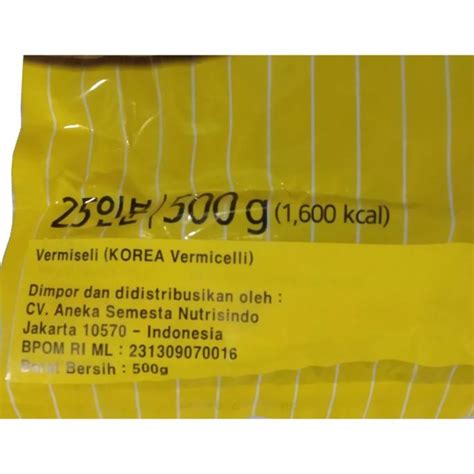 25인분/500 g (1,600 kcal)
Vermiseli (KOREA Vermicelli)
Dimpor dan didistribusikan oleh :
CV. Aneka Semesta Nutrisindo
Jakarta 10570 - Indonesia
BPOM RI ML : 231309070016
Berat Bersih : 500g